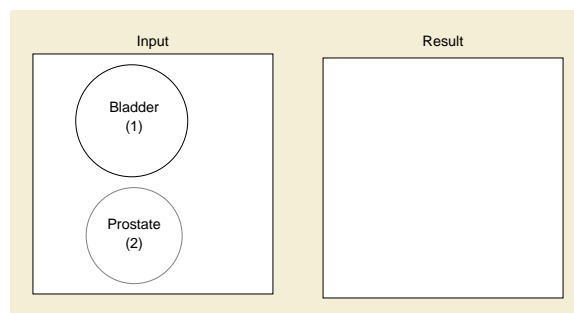 Input
Result
Bladder
(1)
Prostate
(2)